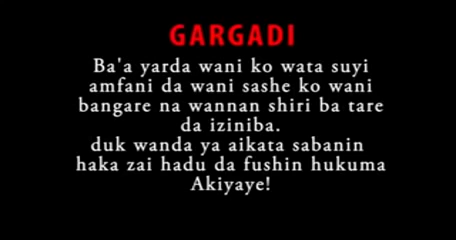 GARGADI
Ba'a yarda wani ko wata suyi
amfani da wani sashe ko wani
bangare na wannan shiri ba tare
da iziniba.
duk wanda ya aikata sabanin
haka zai hadu da fushin hukuma
Akiyaye!